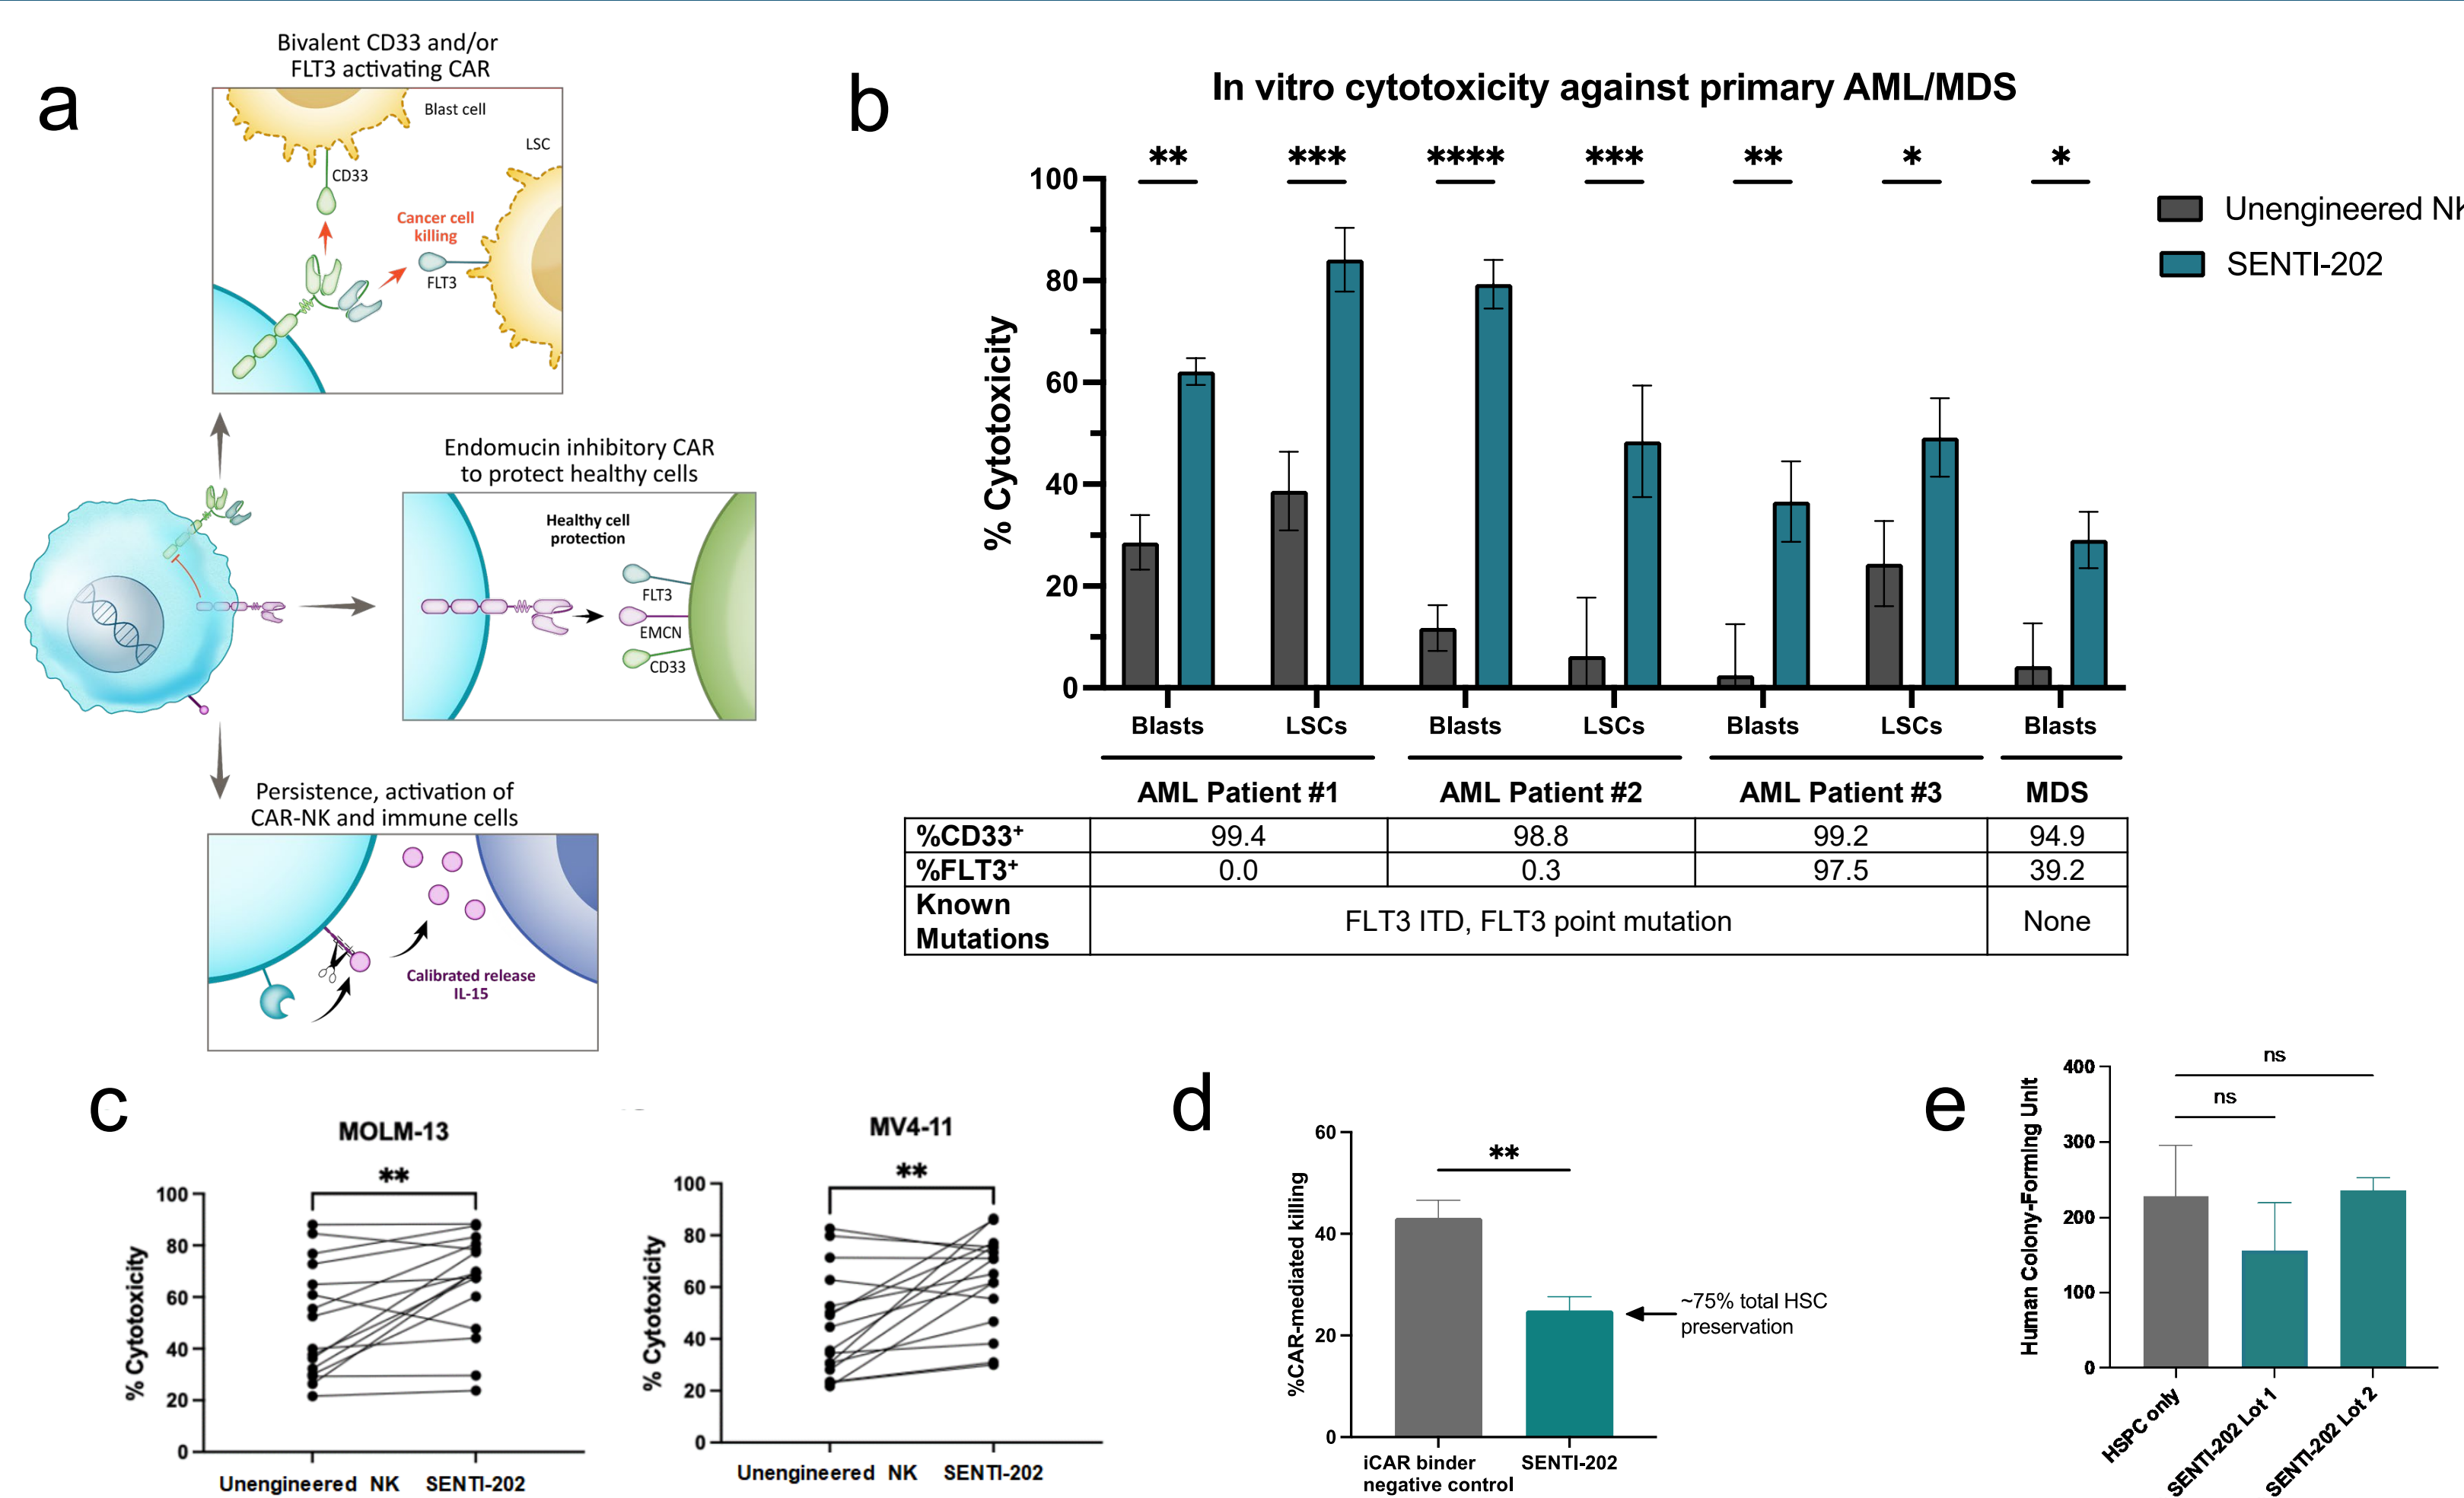 a
Bivalent CD33 and/or
FLT3 activating CAR
Blast cell
LSC
CD33
Cancer cell
killing
FLT3
Endomucin inhibitory CAR
to protect healthy cells
Healthy cell
protection
FLT3
EMCN
CD33
Persistence, activation of
CAR-NK and immune cells
Calibrated release
IL-15
b
In vitro cytotoxicity against primary AML/MDS
** *** **** *** ** * *
% Cytotoxicity
100
80
60
40
20
0
Unengineered NK
SENTI-202
Blasts LSCs Blasts LSCs Blasts LSCs Blasts
AML Patient #1 AML Patient #2 AML Patient #3 MDS
%CD33+ 99.4 98.8 99.2 94.9
%FLT3+ 0.0 0.3 97.5 39.2
Known
Mutations
FLT3 ITD, FLT3 point mutation None
c
MOLM-13
**
% Cytotoxicity
100
80
60
40
20
0
Unengineered NK SENTI-202
MV4-11
**
% Cytotoxicity
100
80
60
40
20
0
Unengineered NK SENTI-202
d
%CAR-mediated killing
60
40
20
0
**
~75% total HSC
preservation
iCAR binder
negative control
SENTI-202
e
Human Colony-Forming Unit
400
300
200
100
0
ns
ns
HSPC only
SENTI-202 Lot 1
SENTI-202 Lot 2